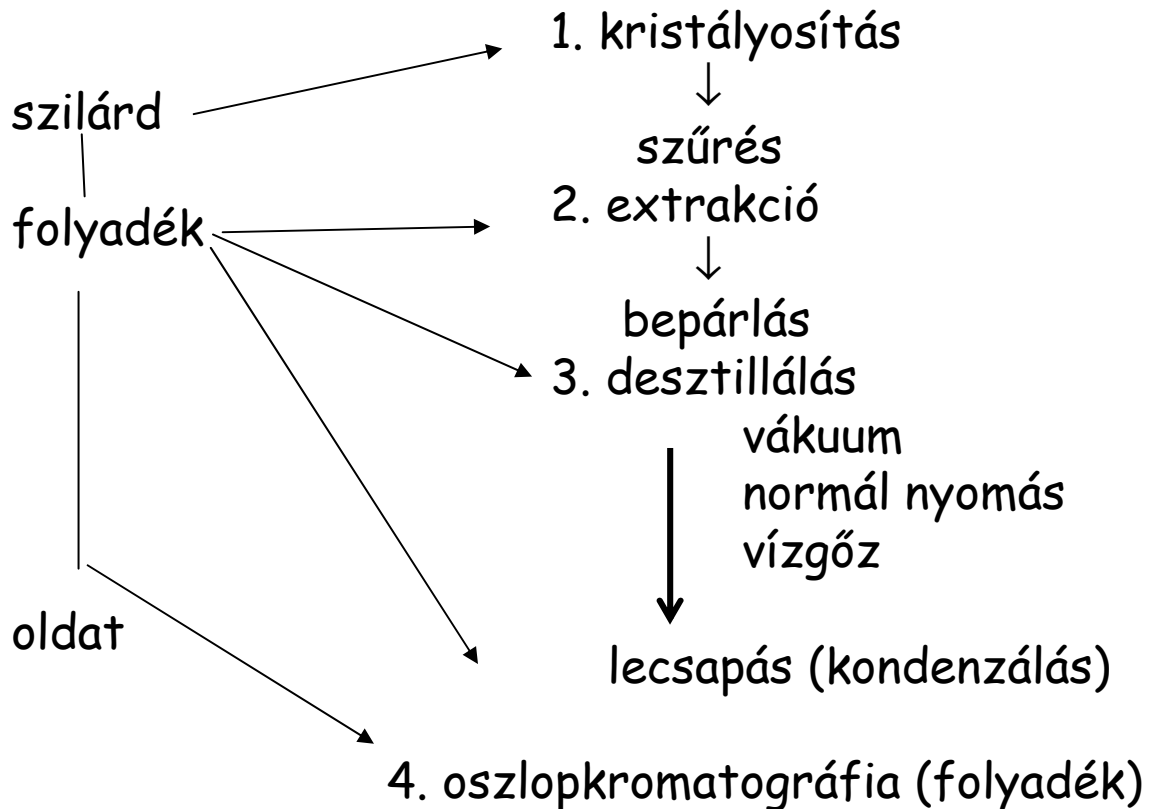 1. kristályosítás
↓
szilárd
szűrés
folyadék
2. extrakció
↓
bepárlás
3. desztillálás
vákuum
normál nyomás
vízgőz
oldat
lecsapás (kondenzálás)
4. oszlopkromatográfia (folyadék)